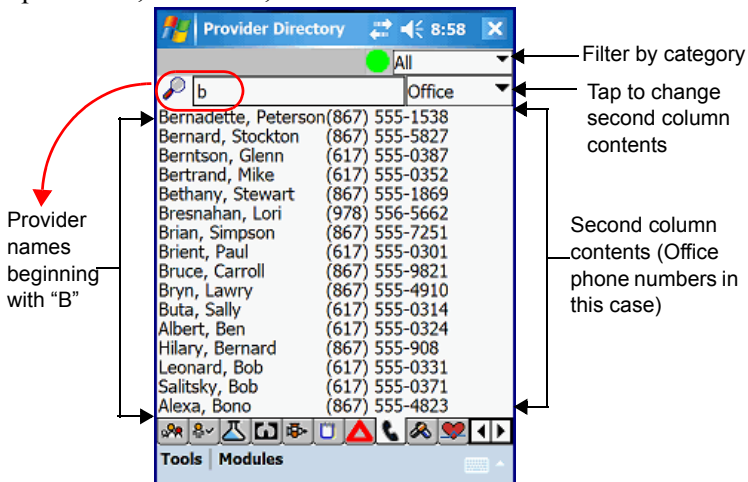 Provider Directory 8:58
All
b Office
Bernadette, Peterson(867) 555-1538
Bernard, Stockton (867) 555-5827
Berntson, Glenn (617) 555-0387
Bertrand, Mike (617) 555-0352
Bethany, Stewart (867) 555-1869
Bresnahan, Lori (978) 556-5662
Brian, Simpson (867) 555-7251
Brient, Paul (617) 555-0301
Bruce, Carroll (867) 555-9821
Bryn, Lawry (867) 555-4910
Buta, Sally (617) 555-0314
Albert, Ben (617) 555-0324
Hilary, Bernard (867) 555-908
Leonard, Bob (617) 555-0331
Salitsky, Bob (617) 555-0371
Alexa, Bono (867) 555-4823
Tools Modules
Filter by category
Tap to change
second column
contents
Provider
names
beginning
with “B”
Second column
contents (Office
phone numbers in
this case)